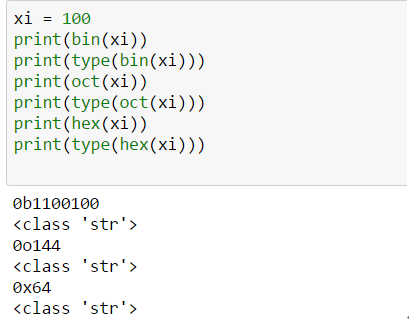 xi = 100
print(bin(xi))
print(type(bin(xi)))
print(oct(xi))
print(type(oct(xi)))
print(hex(xi))
print(type(hex(xi)))
0b1100100
<class 'str'>
0o144
<class 'str'>
0x64
<class 'str'>